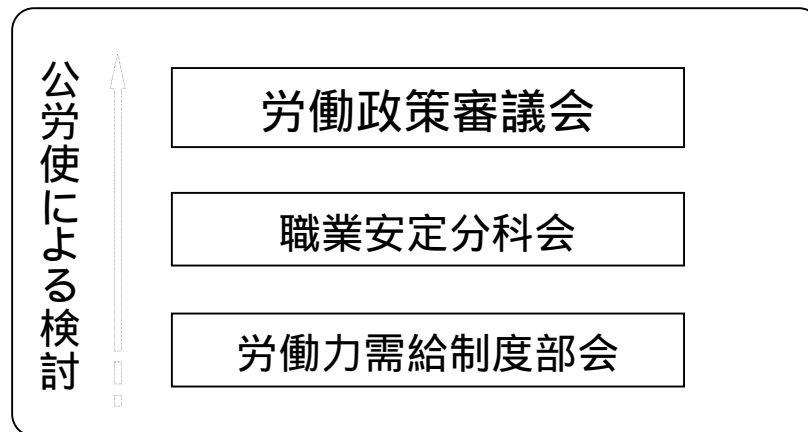 公労使による検討
労働政策審議会
職業安定分科会
労働力需給制度部会